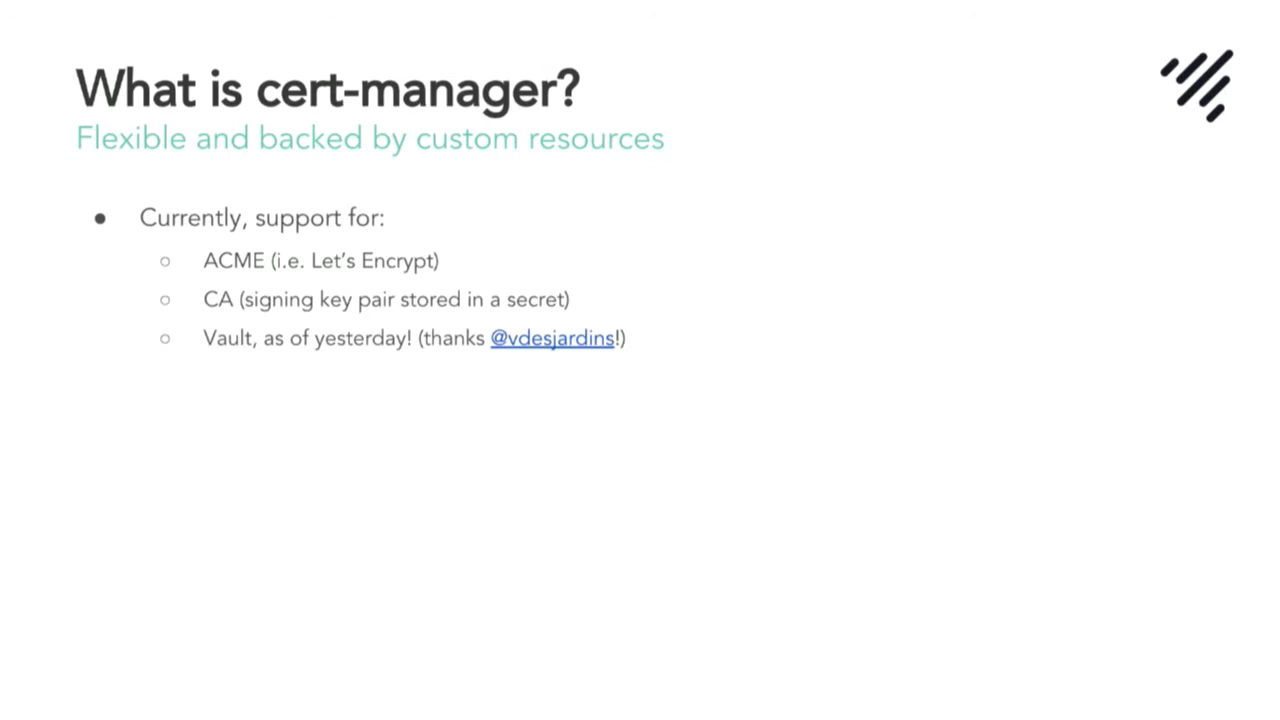 What is cert-manager?
Flexible and backed by custom resources
● Currently, support for:
○ ACME (i.e. Let's Encrypt)
○ CA (signing key pair stored in a secret)
○ Vault, as of yesterday! (thanks @vdesjardins!)